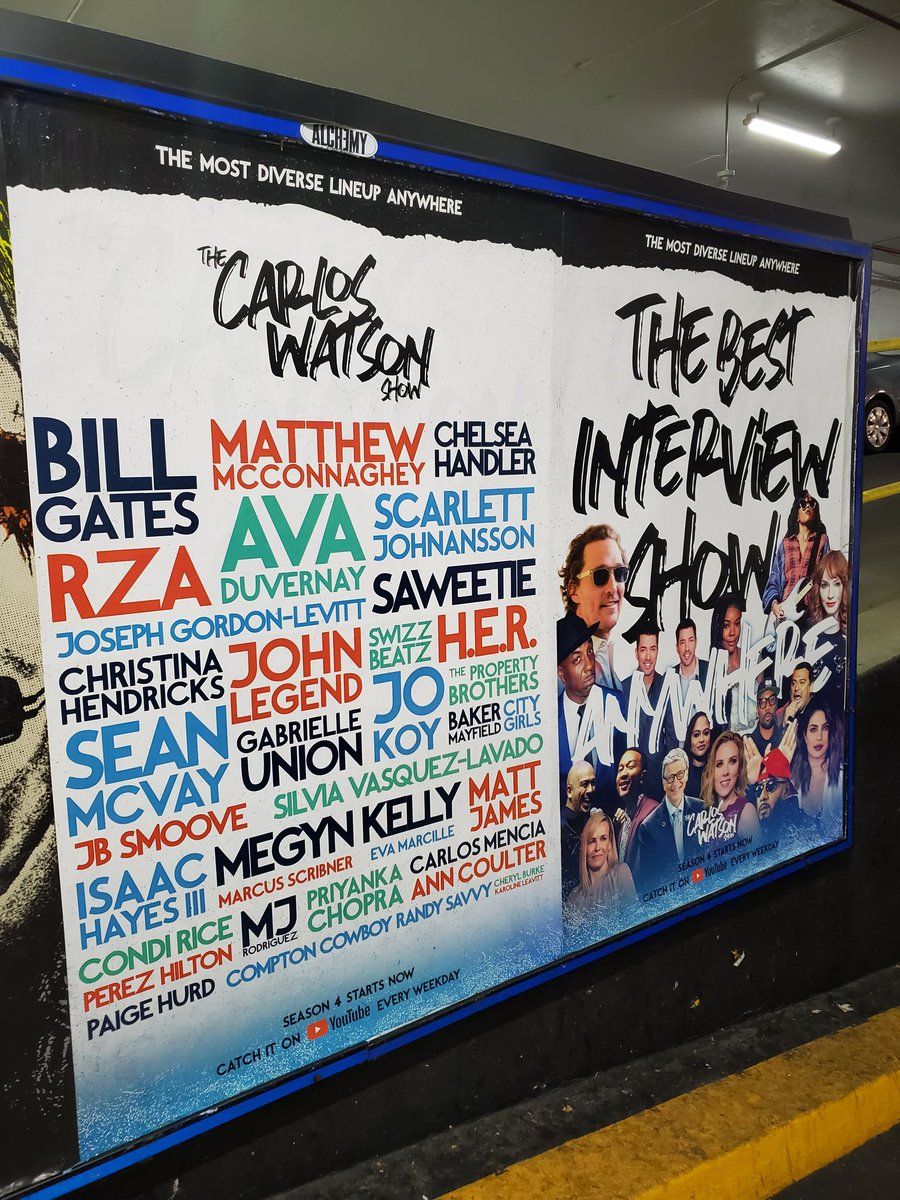 ALCHEMY
THE MOST DIVERSE LINEUP ANYWHERE
THE
CARLOS
WATSON
SHOW
BILL
GATES
MATTHEW
MCCONNAGHEY
CHELSEA
HANDLER
RZA
AVA
DUVERNAY
SCARLETT
JOHNANSSON
JOSEPH GORDON-LEVITT
SAWEETIE
CHRISTINA
HENDRICKS
JOHN
LEGEND
SWIZZ
BEATZ
H.E.R.
SEAN
MCVAY
GABRIELLE
UNION
JO
KOY
THE PROPERTY
BROTHERS
BAKER
MAYFIELD
CITY
GIRLS
SILVIA VASQUEZ-LAVADO
JB SMOOVE
MEGYN KELLY
MATT
JAMES
ISAAC
HAYES III
MARCUS SCRIBNER
EVA MARCILLE
CARLOS MENCIA
CONDI RICE
MJ
RODRIGUEZ
PRIYANKA
CHOPRA
ANN COULTER
CHERYL BURKE
KAROLINE LEAVITT
PEREZ HILTON
COMPTON COWBOY RANDY SAVVY
PAIGE HURD
SEASON 4 STARTS NOW
CATCH IT ON YouTube EVERY WEEKDAY
THE MOST DIVERSE LINEUP ANYWHERE
THE BEST
INTERVIEW
SHOW
ANYWHERE
THE
CARLOS
WATSON
SHOW
SEASON 4 STARTS NOW
CATCH IT ON YouTube EVERY WEEKDAY